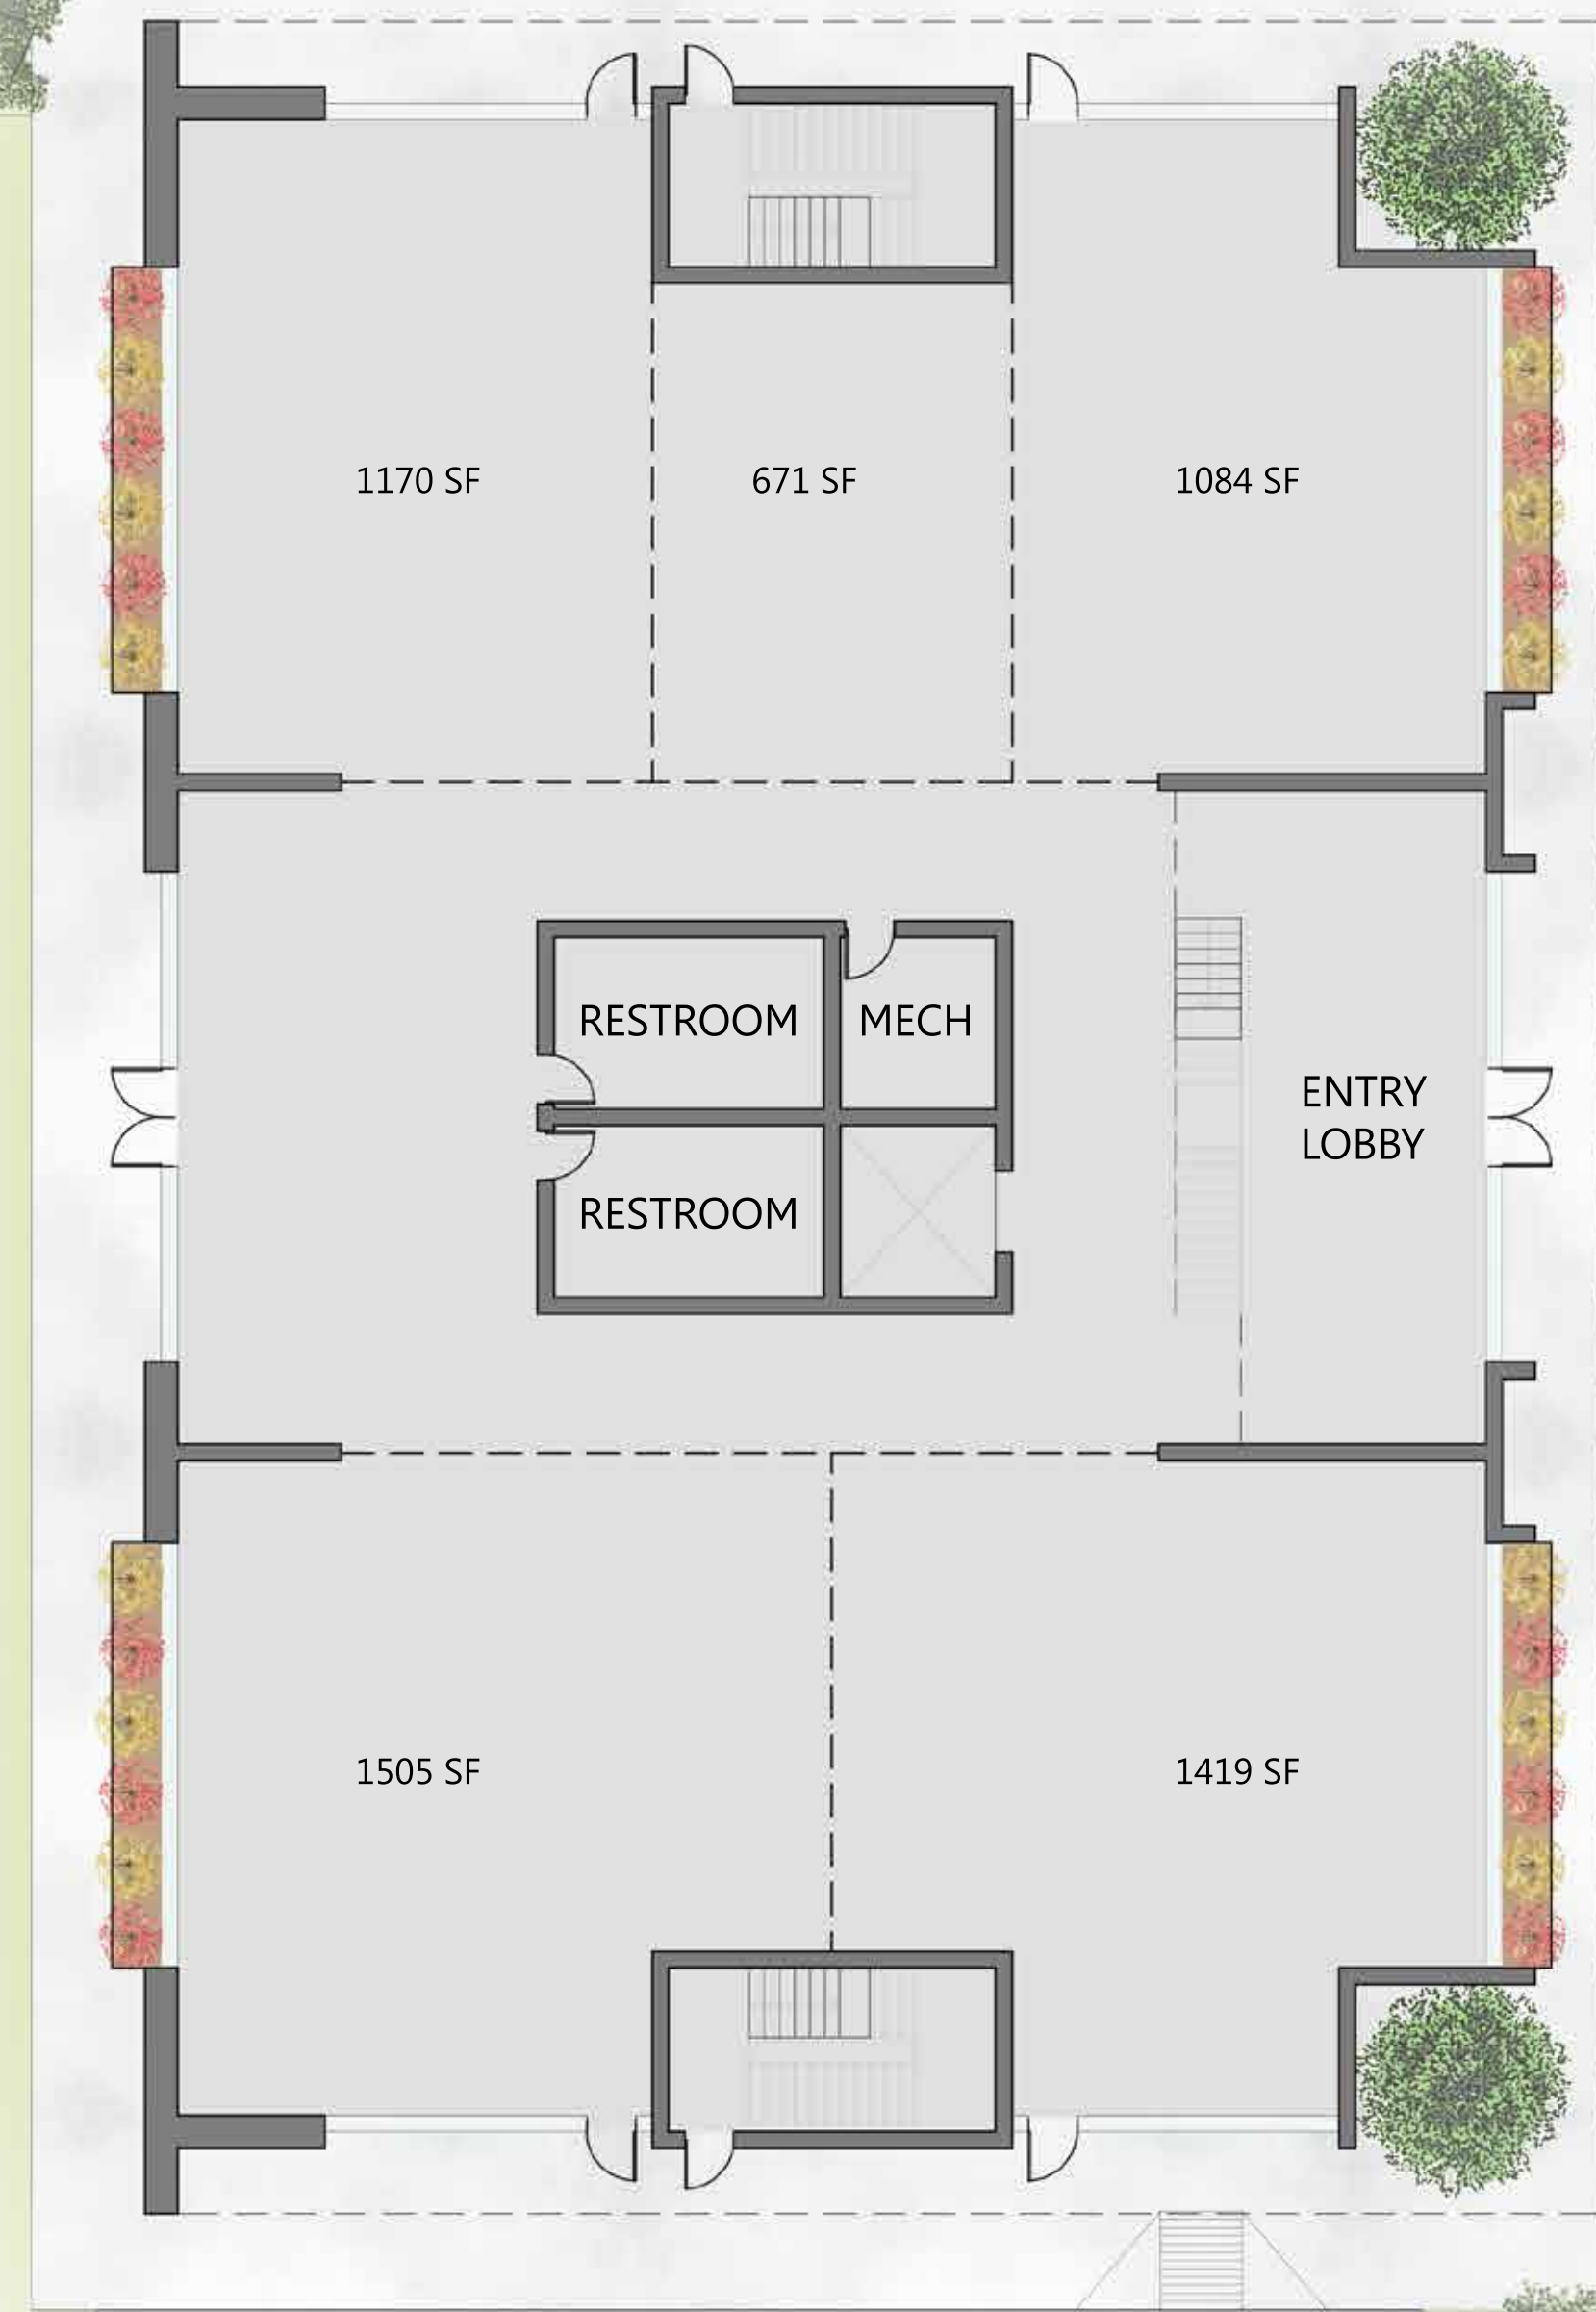 1170 SF
671 SF
1084 SF
RESTROOM
MECH
ENTRY
LOBBY
RESTROOM
1505 SF
1419 SF